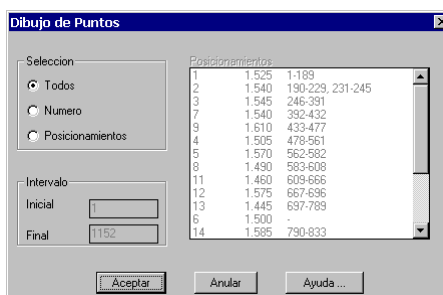 Dibujo de Puntos
Seleccion
Todos
Numero
Posicionamientos
Intervalo
Inicial 1
Final 1152
Posicionamientos
1 1.525 1-189
2 1.540 190-229, 231-245
3 1.545 246-391
7 1.540 392-432
9 1.610 433-477
4 1.505 478-561
5 1.570 562-582
8 1.490 583-608
11 1.460 609-666
12 1.575 667-696
13 1.445 697-789
6 1.500 -
14 1.585 790-833
Aceptar Anular Ayuda ...